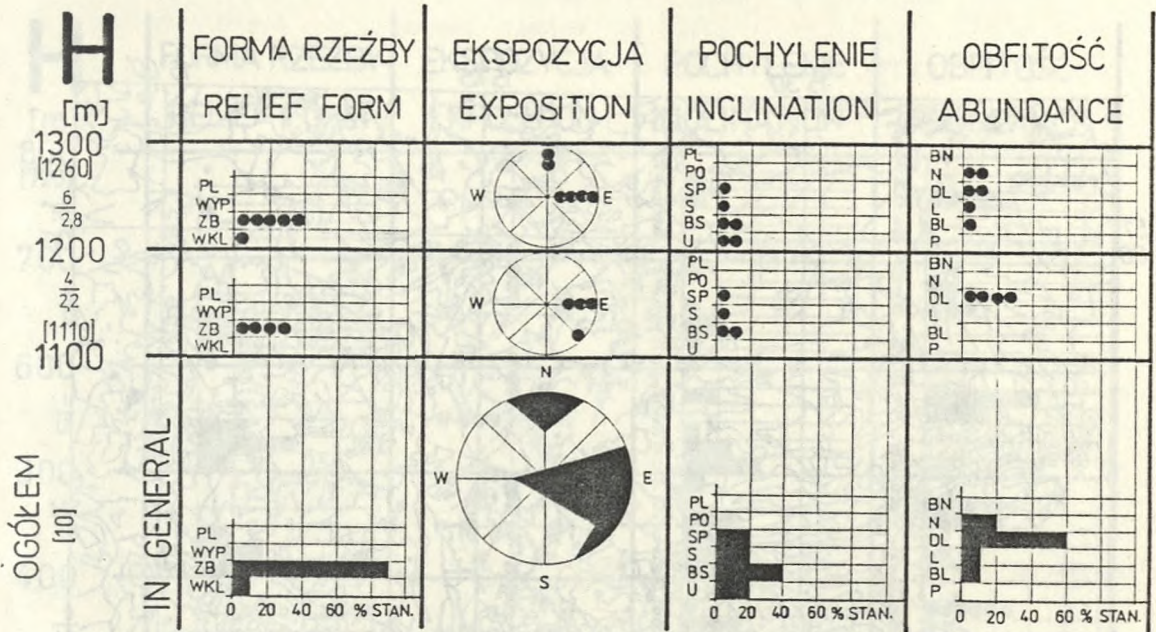 H FORMA RZEŹBY EKSPOZYCJA POCHYLENIE OBFITOŚĆ
[m] RELIEF FORM EXPOSITION INCLINATION ABUNDANCE
1300
[1260]
6
2,8
1200
PL
WYP
ZB
WKL
W E
PL
PO
SP
S
BS
U
BN
N
DL
L
BL
P
4
22
[1110]
1100
PL
WYP
ZB
WKL
W E
PL
PO
SP
S
BS
U
BN
N
DL
L
BL
P
OGÓŁEM
[10]
IN GENERAL
PL
WYP
ZB
WKL
0 20 40 60 % STAN.
N
W E
S
PL
PO
SP
S
BS
U
0 20 40 60 % STAN.
BN
N
DL
L
BL
P
0 20 40 60 % STAN.